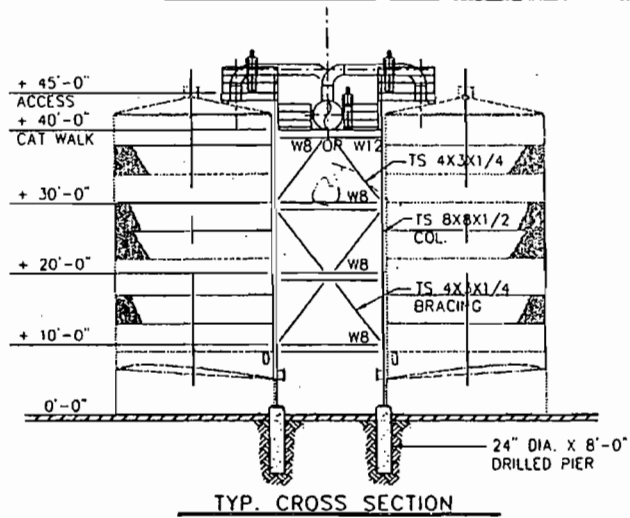 + 45'-0"
ACCESS
+ 40'-0"
CAT WALK
W8 OR W12
TS 4X3X1/4
+ 30'-0"
W8
TS 8X8X1/2
COL.
+ 20'-0"
W8
TS 4X3X1/4
BRACING
+ 10'-0"
W8
0'-0"
24" DIA. X 8'-0"
DRILLED PIER
TYP. CROSS SECTION